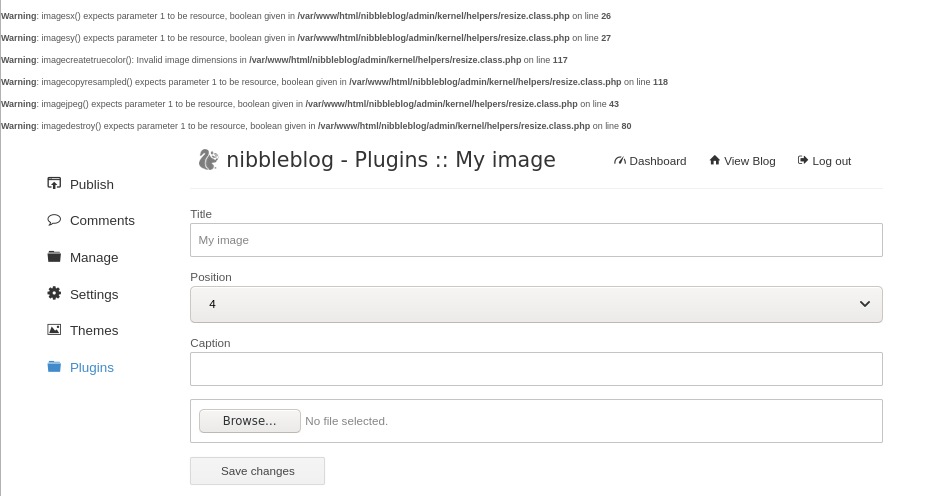 Warning: imagesx() expects parameter 1 to be resource, boolean given in /var/www/html/nibbleblog/admin/kernel/helpers/resize.class.php on line 26
Warning: imagesy() expects parameter 1 to be resource, boolean given in /var/www/html/nibbleblog/admin/kernel/helpers/resize.class.php on line 27
Warning: imagecreatetruecolor(): Invalid image dimensions in /var/www/html/nibbleblog/admin/kernel/helpers/resize.class.php on line 117
Warning: imagecopyresampled() expects parameter 1 to be resource, boolean given in /var/www/html/nibbleblog/admin/kernel/helpers/resize.class.php on line 118
Warning: imagejpeg() expects parameter 1 to be resource, boolean given in /var/www/html/nibbleblog/admin/kernel/helpers/resize.class.php on line 43
Warning: imagedestroy() expects parameter 1 to be resource, boolean given in /var/www/html/nibbleblog/admin/kernel/helpers/resize.class.php on line 80
nibbleblog - Plugins :: My image
Dashboard
View Blog
Log out
Publish
Comments
Manage
Settings
Themes
Plugins
Title
My image
Position
4
Caption
Browse... No file selected.
Save changes